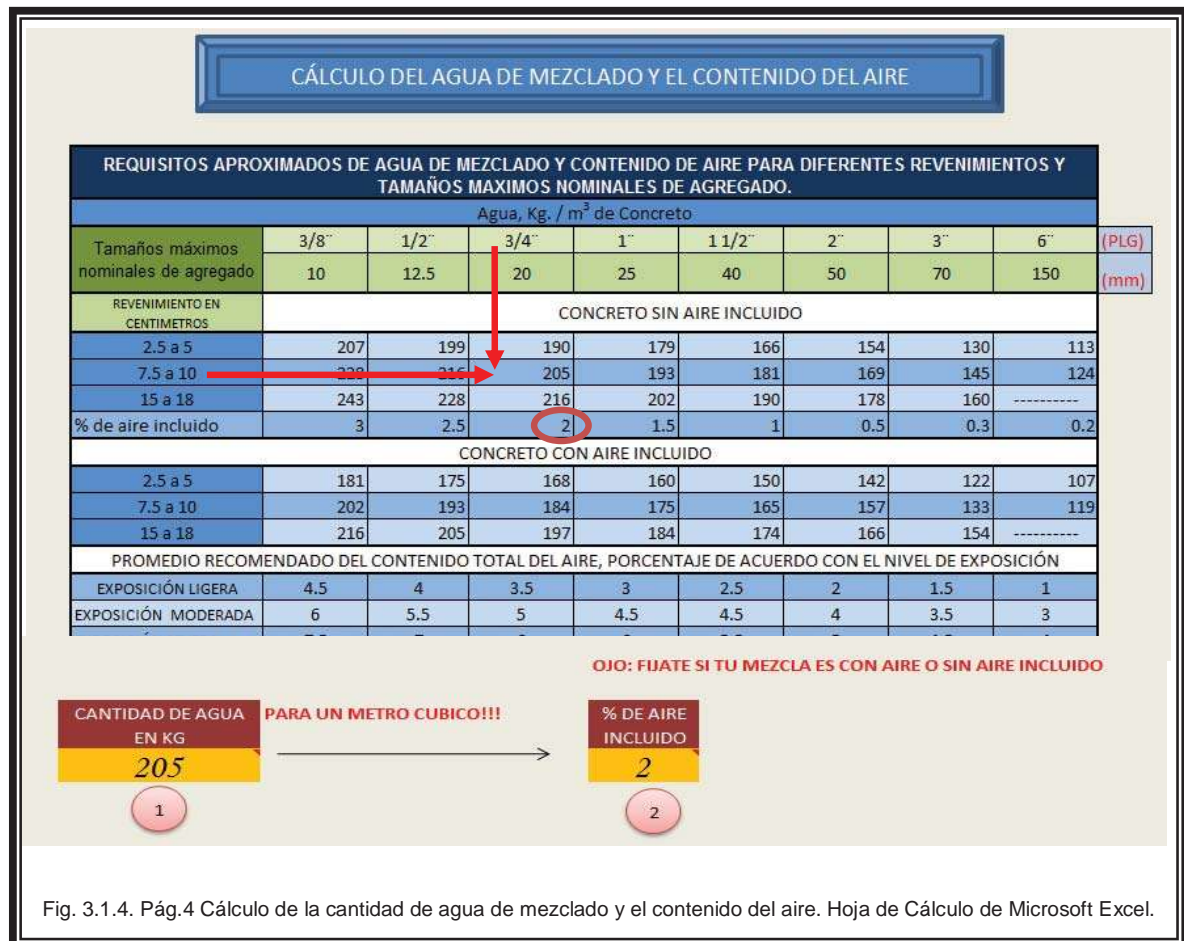 CÁLCULO DEL AGUA DE MEZCLADO Y EL CONTENIDO DEL AIRE
REQUISITOS APROXIMADOS DE AGUA DE MEZCLADO Y CONTENIDO DE AIRE PARA DIFERENTES REVENIMIENTOS Y
TAMAÑOS MAXIMOS NOMINALES DE AGREGADO.
Agua, Kg. / m³ de Concreto
Tamaños máximos nominales de agregado 3/8¨ 1/2¨ 3/4¨ 1¨ 1 1/2¨ 2¨ 3¨ 6¨ (PLG)
10 12.5 20 25 40 50 70 150 (mm)
REVENIMIENTO EN CENTIMETROS CONCRETO SIN AIRE INCLUIDO
2.5 a 5 207 199 190 179 166 154 130 113
7.5 a 10 205 193 181 169 145 124
15 a 18 243 228 216 202 190 178 160 ----------
% de aire incluido 3 2.5 2 1.5 1 0.5 0.3 0.2
CONCRETO CON AIRE INCLUIDO
2.5 a 5 181 175 168 160 150 142 122 107
7.5 a 10 202 193 184 175 165 157 133 119
15 a 18 216 205 197 184 174 166 154 ----------
PROMEDIO RECOMENDADO DEL CONTENIDO TOTAL DEL AIRE, PORCENTAJE DE ACUERDO CON EL NIVEL DE EXPOSICIÓN
EXPOSICIÓN LIGERA 4.5 4 3.5 3 2.5 2 1.5 1
EXPOSICIÓN MODERADA 6 5.5 5 4.5 4.5 4 3.5 3
OJO: FIJATE SI TU MEZCLA ES CON AIRE O SIN AIRE INCLUIDO
CANTIDAD DE AGUA EN KG PARA UN METRO CUBICO!!! % DE AIRE INCLUIDO
205 2
1 2
Fig. 3.1.4. Pág.4 Cálculo de la cantidad de agua de mezclado y el contenido del aire. Hoja de Cálculo de Microsoft Excel.